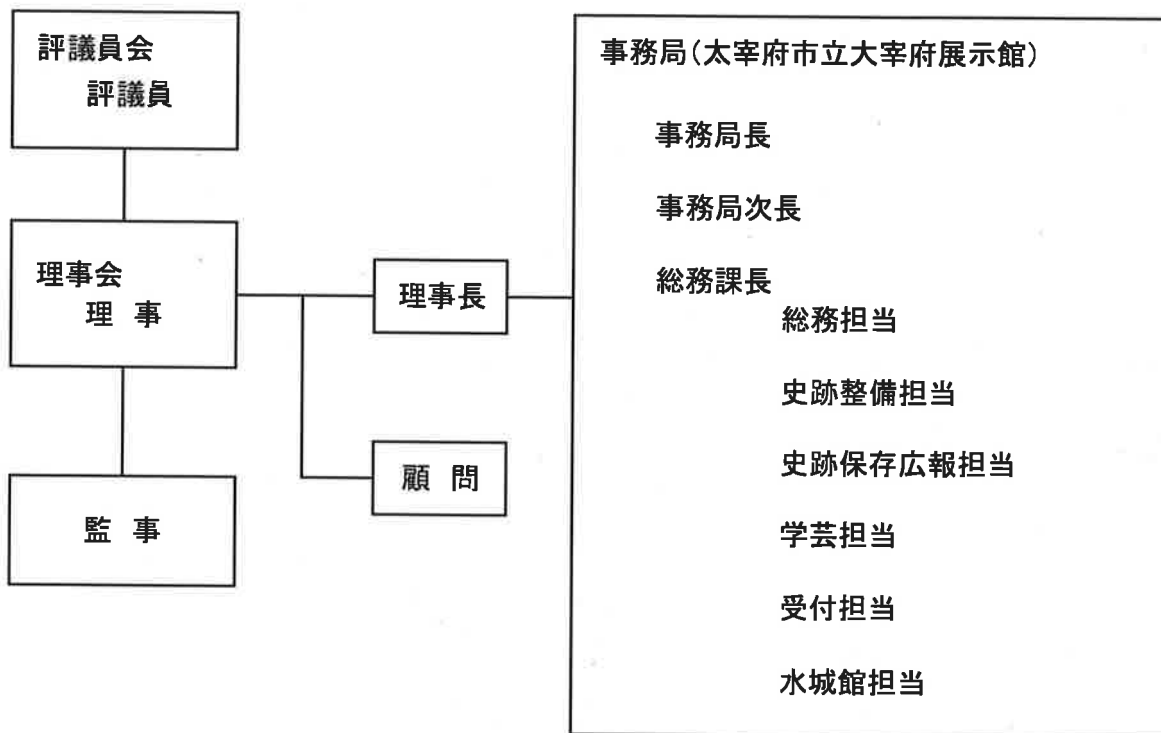 評議員会
評議員
理事会
理 事
監 事
理事長
顧 問
事務局(太宰府市立大宰府展示館)
事務局長
事務局次長
総務課長
総務担当
史跡整備担当
史跡保存広報担当
学芸担当
受付担当
水城館担当